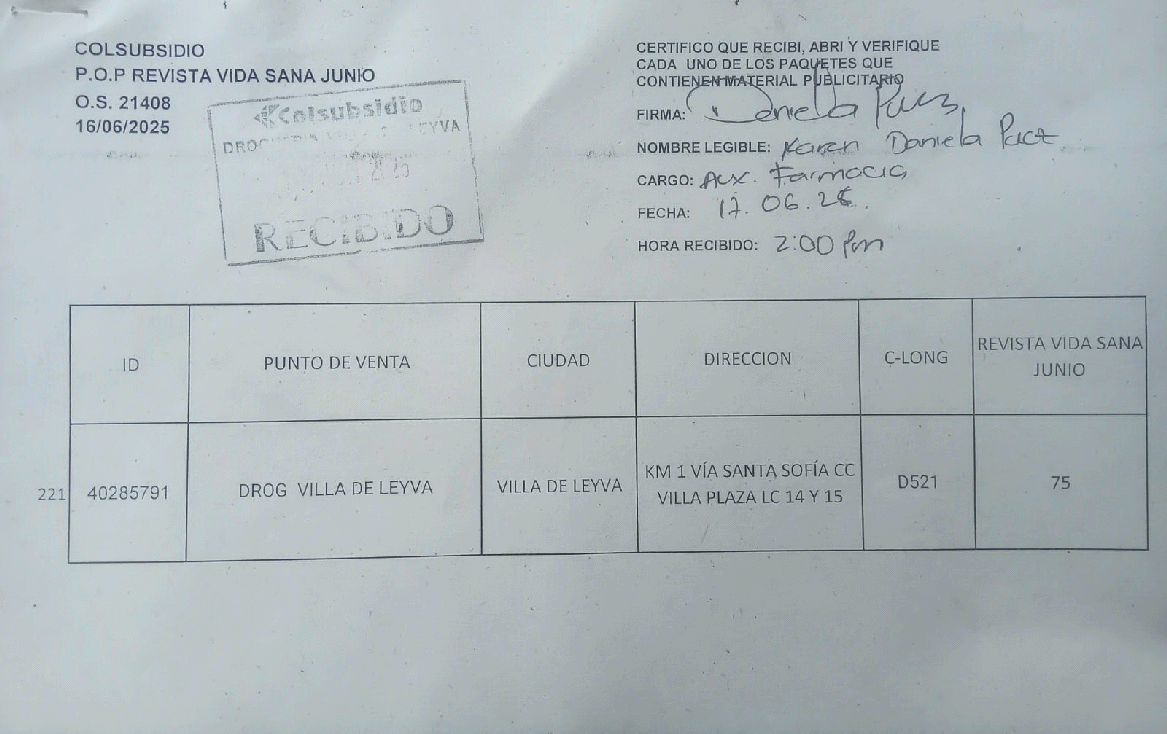 COLSUBSIDIO
P.O.P REVISTA VIDA SANA JUNIO
O.S. 21408
16/06/2025
Colsubsidio
RECIBIDO
CERTIFICO QUE RECIBI, ABRI Y VERIFIQUE
CADA UNO DE LOS PAQUETES QUE
CONTIENEN MATERIAL PUBLICITARIO
FIRMA: Daniela Paez
NOMBRE LEGIBLE: Karen Daniela Paez
CARGO: Aux. Farmacia
FECHA: 17.06.25.
HORA RECIBIDO: 2:00 Pm
ID
PUNTO DE VENTA
CIUDAD
DIRECCION
C-LONG
REVISTA VIDA SANA
JUNIO
221
40285791
DROG VILLA DE LEYVA
VILLA DE LEYVA
KM 1 VÍA SANTA SOFÍA CC
VILLA PLAZA LC 14 Y 15
D521
75